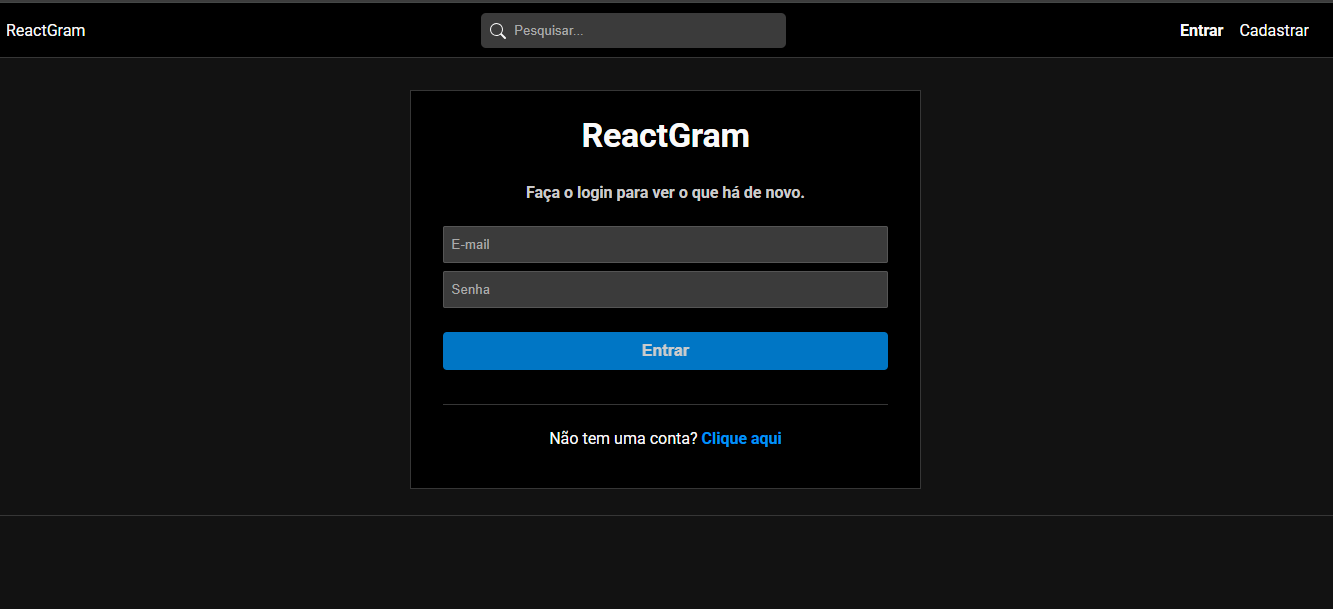 ReactGram
Pesquisar...
Entrar
Cadastrar
ReactGram
Faça o login para ver o que há de novo.
E-mail
Senha
Entrar
Não tem uma conta? Clique aqui